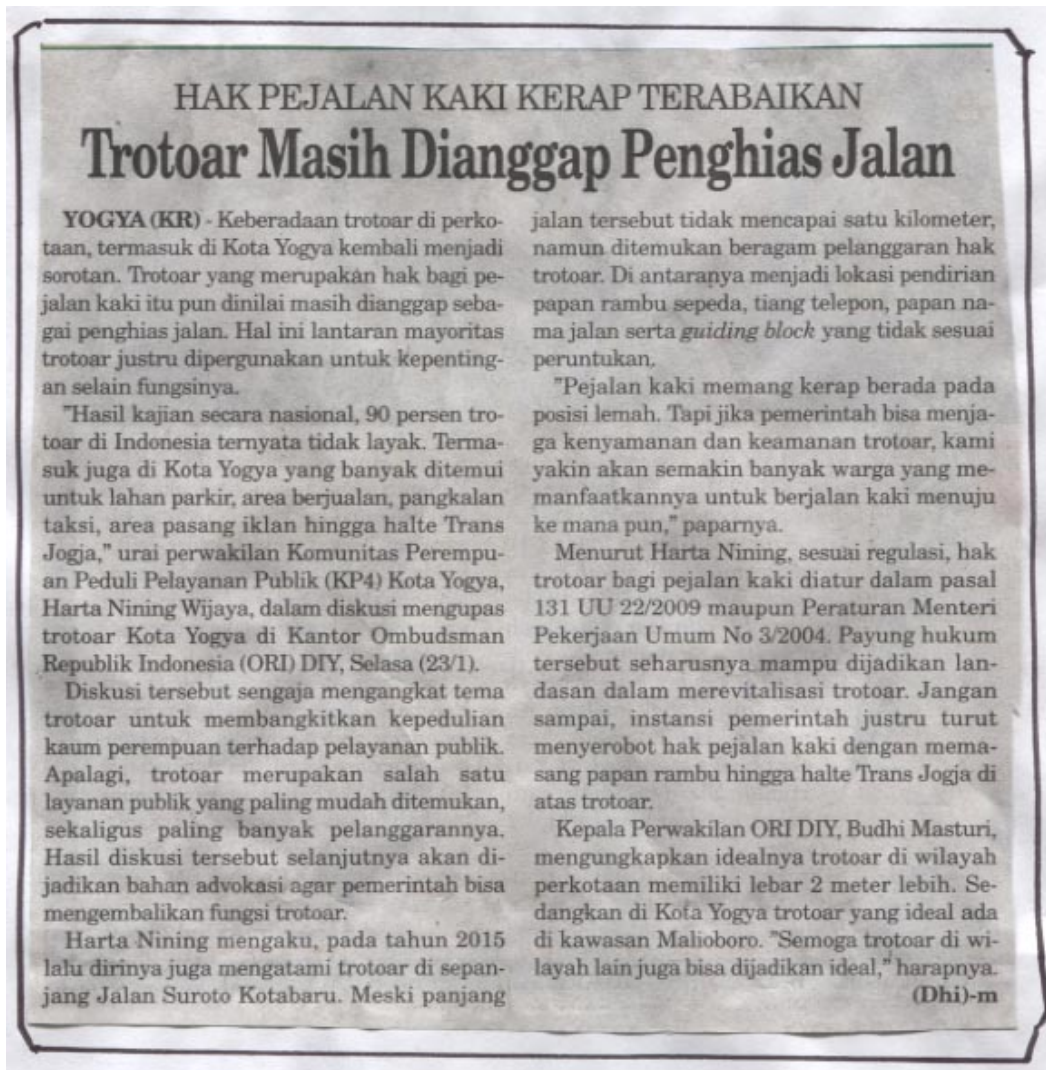 HAK PEJALAN KAKI KERAP TERABAIKAN
Trotoar Masih Dianggap Penghias Jalan
YOGYA (KR) - Keberadaan trotoar di perko-
taan, termasuk di Kota Yogya kembali menjadi
sorotan. Trotoar yang merupakan hak bagi pe-
jalan kaki itu pun dinilai masih dianggap seba-
gai penghias jalan. Hal ini lantaran mayoritas
trotoar justru dipergunakan untuk kepenting-
an selain fungsinya.
"Hasil kajian secara nasional, 90 persen tro-
toar di Indonesia ternyata tidak layak. Terma-
suk juga di Kota Yogya yang banyak ditemui
untuk lahan parkir, area berjualan, pangkalan
taksi, area pasang iklan hingga halte Trans
Jogja," urai perwakilan Komunitas Perempu-
an Peduli Pelayanan Publik (KP4) Kota Yogya,
Harta Nining Wijaya, dalam diskusi mengupas
trotoar Kota Yogya di Kantor Ombudsman
Republik Indonesia (ORI) DIY, Selasa (23/1).
Diskusi tersebut sengaja mengangkat tema
trotoar untuk membangkitkan kepedulian
kaum perempuan terhadap pelayanan publik.
Apalagi, trotoar merupakan salah satu
layanan publik yang paling mudah ditemukan,
sekaligus paling banyak pelanggarannya.
Hasil diskusi tersebut selanjutnya akan di-
jadikan bahan advokasi agar pemerintah bisa
mengembalikan fungsi trotoar.
Harta Nining mengaku, pada tahun 2015
lalu dirinya juga mengatami trotoar di sepan-
jang Jalan Suroto Kotabaru. Meski panjang
jalan tersebut tidak mencapai satu kilometer,
namun ditemukan beragam pelanggaran hak
trotoar. Di antaranya menjadi lokasi pendirian
papan rambu sepeda, tiang telepon, papan na-
ma jalan serta guiding block yang tidak sesuai
peruntukan.
"Pejalan kaki memang kerap berada pada
posisi lemah. Tapi jika pemerintah bisa menja-
ga kenyamanan dan keamanan trotoar, kami
yakin akan semakin banyak warga yang me-
manfaatkannya untuk berjalan kaki menuju
ke mana pun," paparnya.
Menurut Harta Nining, sesuai regulasi, hak
trotoar bagi pejalan kaki diatur dalam pasal
131 UU 22/2009 maupun Peraturan Menteri
Pekerjaan Umum No 3/2004. Payung hukum
tersebut seharusnya mampu dijadikan lan-
dasan dalam merevitalisasi trotoar. Jangan
sampai, instansi pemerintah justru turut
menyerobot hak pejalan kaki dengan mema-
sang papan rambu hingga halte Trans Jogja di
atas trotoar.
Kepala Perwakilan ORI DIY, Budhi Masturi,
mengungkapkan idealnya trotoar di wilayah
perkotaan memiliki lebar 2 meter lebih. Se-
dangkan di Kota Yogya trotoar yang ideal ada
di kawasan Malioboro. "Semoga trotoar di wi-
layah lain juga bisa dijadikan ideal," harapnya.
(Dhi)-m